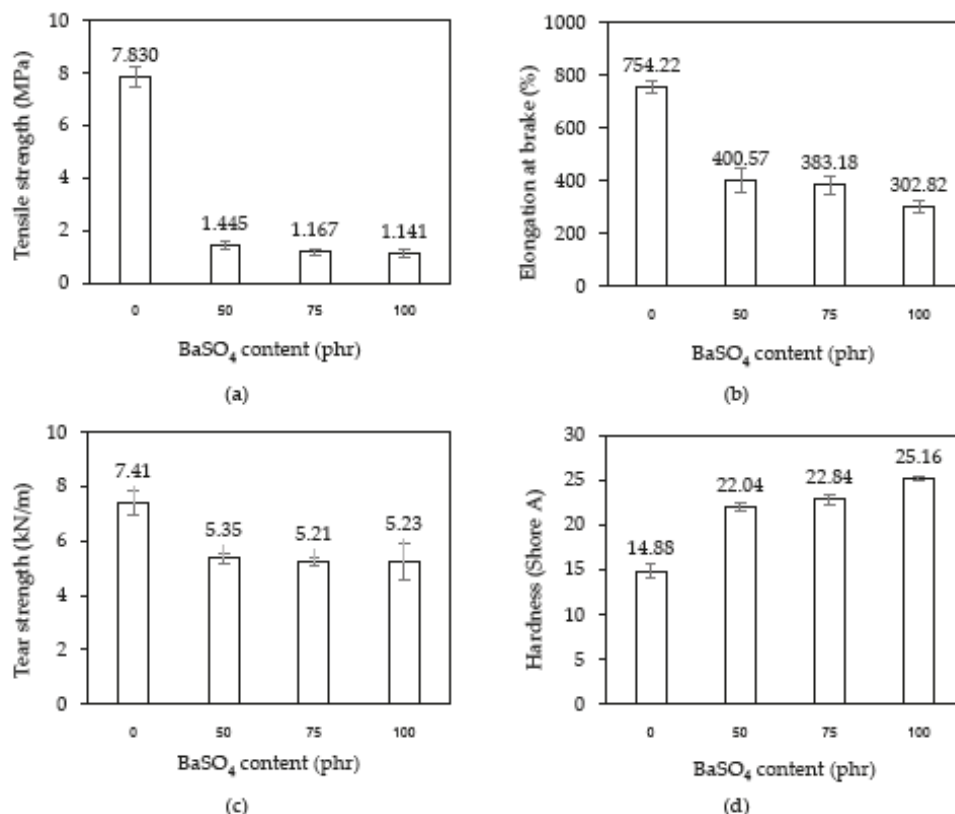 Tensile strength (MPa)
10
8
6
4
2
0
7.830
1.445
1.167
1.141
0 50 75 100
BaSO₄ content (phr)
(a)
Elongation at brake (%)
1000
800
600
400
200
0
754.22
400.57
383.18
302.82
0 50 75 100
BaSO₄ content (phr)
(b)
Tear strength (kN/m)
10
8
6
4
2
0
7.41
5.35
5.21
5.23
0 50 75 100
BaSO₄ content (phr)
(c)
Hardness (Shore A)
30
25
20
15
10
5
0
14.88
22.04
22.84
25.16
0 50 75 100
BaSO₄ content (phr)
(d)